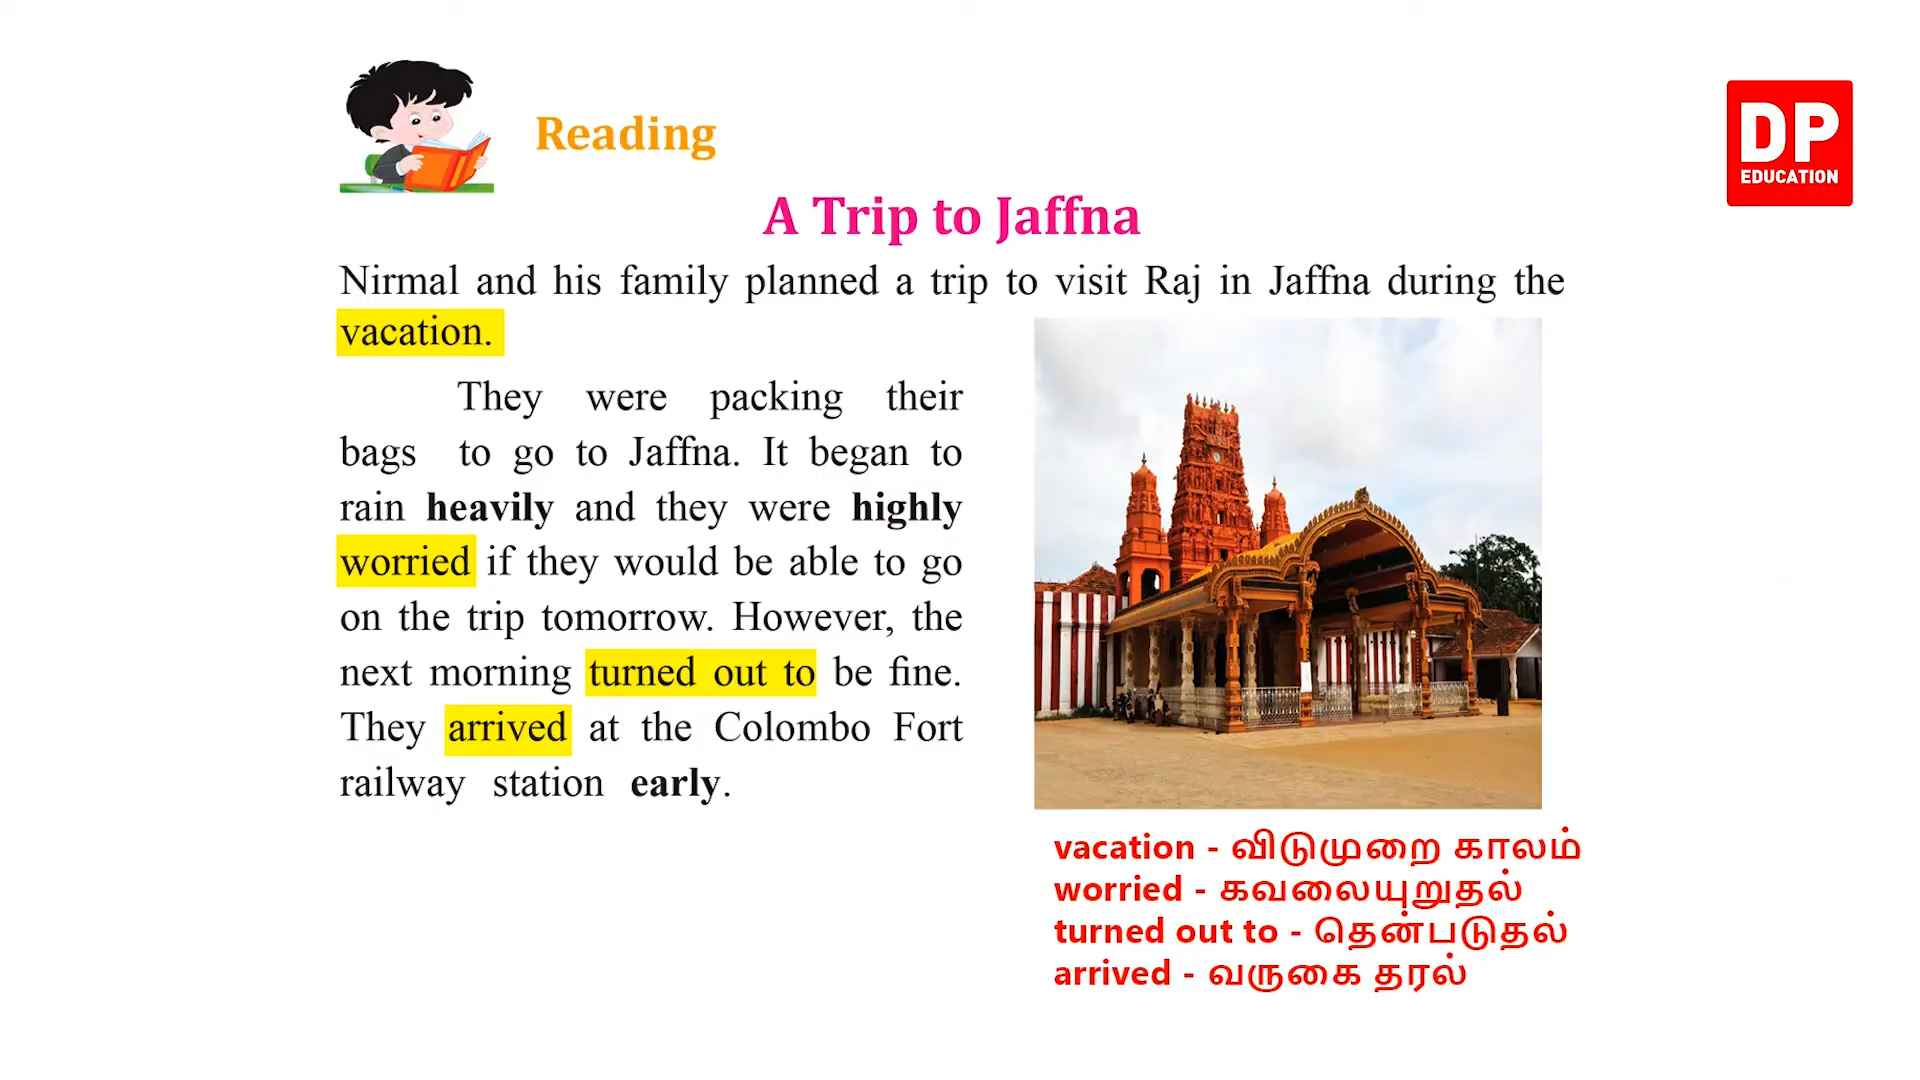 Reading
DP
EDUCATION
A Trip to Jaffna
Nirmal and his family planned a trip to visit Raj in Jaffna during the
vacation.
They were packing their
bags to go to Jaffna. It began to
rain heavily and they were highly
worried if they would be able to go
on the trip tomorrow. However, the
next morning turned out to be fine.
They arrived at the Colombo Fort
railway station early.
vacation - விடுமுறை காலம்
worried - கவலையுறுதல்
turned out to - தென்படுதல்
arrived - வருகை தரல்